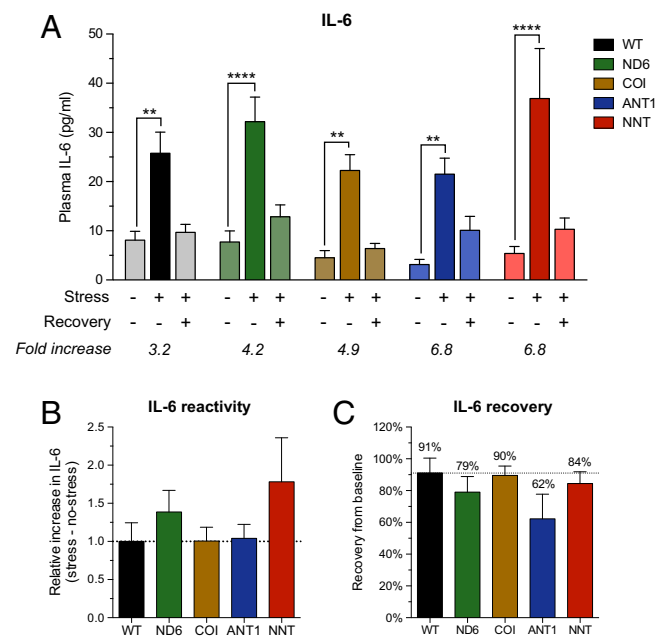 A
IL-6
Plasma IL-6 (pg/ml)
50
40
30
20
10
0
**
****
**
**
****
WT
ND6
COI
ANT1
NNT
Stress - + + - + + - + + - + + - + +
Recovery - - + - - + - - + - - + - - +
Fold increase 3.2 4.2 4.9 6.8 6.8
B
IL-6 reactivity
Relative increase in IL-6
(stress - no-stress)
2.5
2.0
1.5
1.0
0.5
0.0
WT ND6 COI ANT1 NNT
C
IL-6 recovery
Recovery from baseline
120%
100%
80%
60%
40%
20%
0%
91%
79%
90%
62%
84%
WT ND6 COI ANT1 NNT